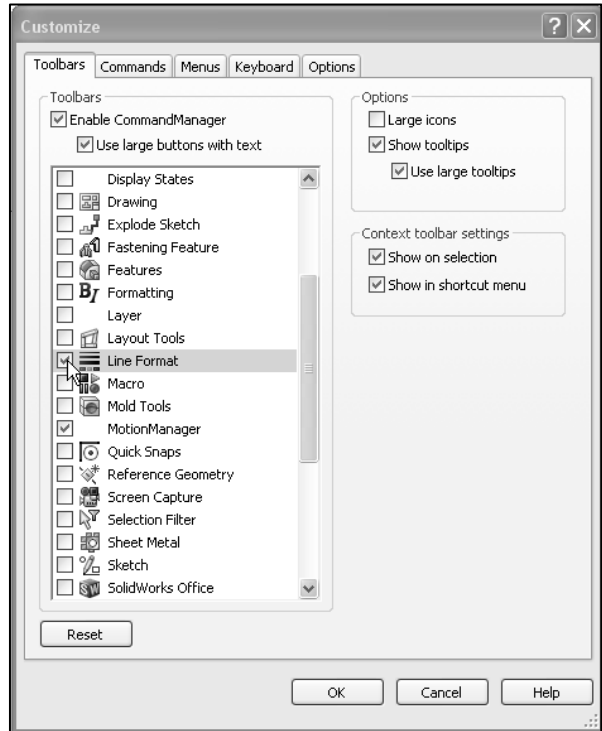 Customize
Toolbars Commands Menus Keyboard Options
Toolbars
Enable CommandManager
Use large buttons with text
Display States
Drawing
Explode Sketch
Fastening Feature
Features
Formatting
Layer
Layout Tools
Line Format
Macro
Mold Tools
MotionManager
Quick Snaps
Reference Geometry
Screen Capture
Selection Filter
Sheet Metal
Sketch
SolidWorks Office
Reset
Options
Large icons
Show tooltips
Use large tooltips
Context toolbar settings
Show on selection
Show in shortcut menu
OK Cancel Help